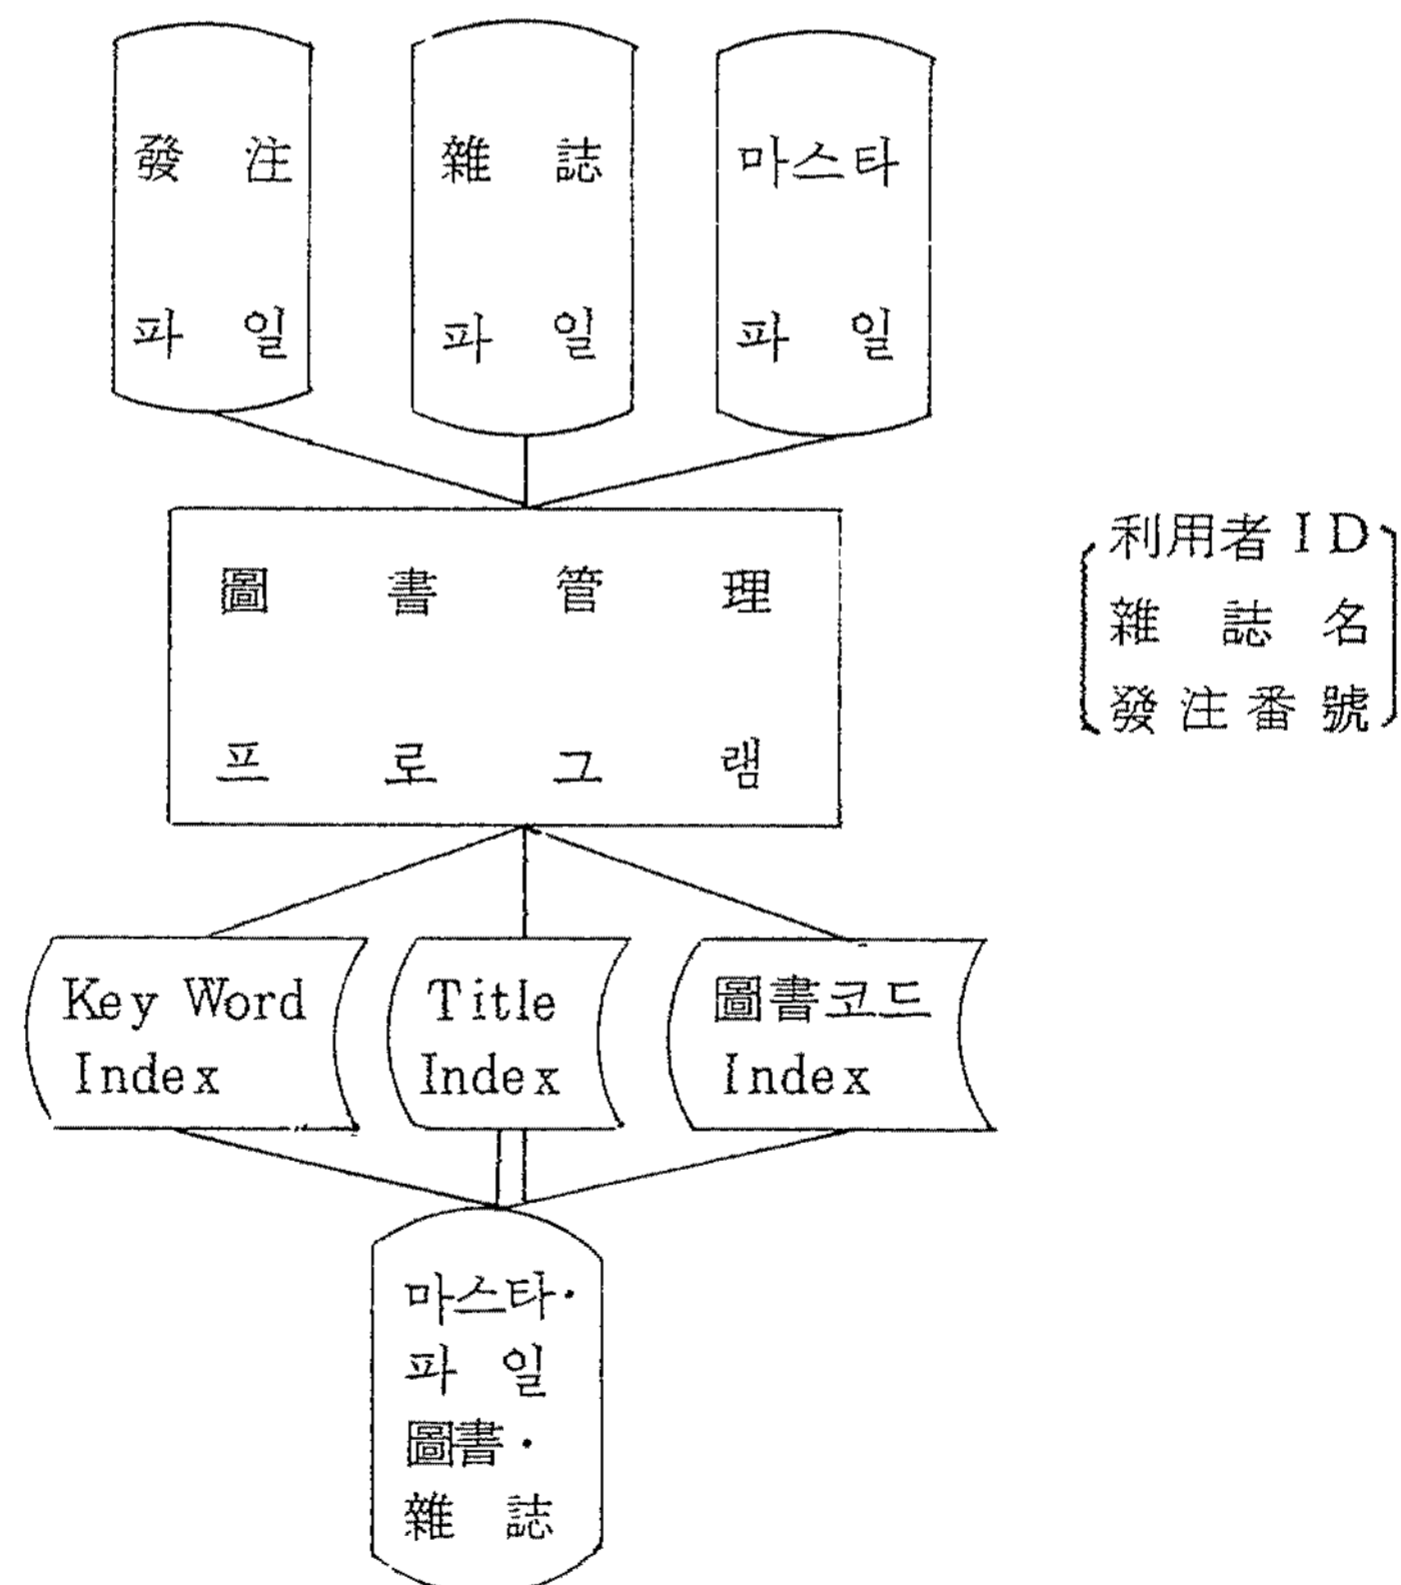 發 注
파 일
雜 誌
파 일
마스타
파 일
圖 書 管 理
프 로 그 램
利用者 ID
雜 誌 名
發注番號
Key Word
Index
Title
Index
圖書코드
Index
마스타·
파 일
圖書·
雜 誌